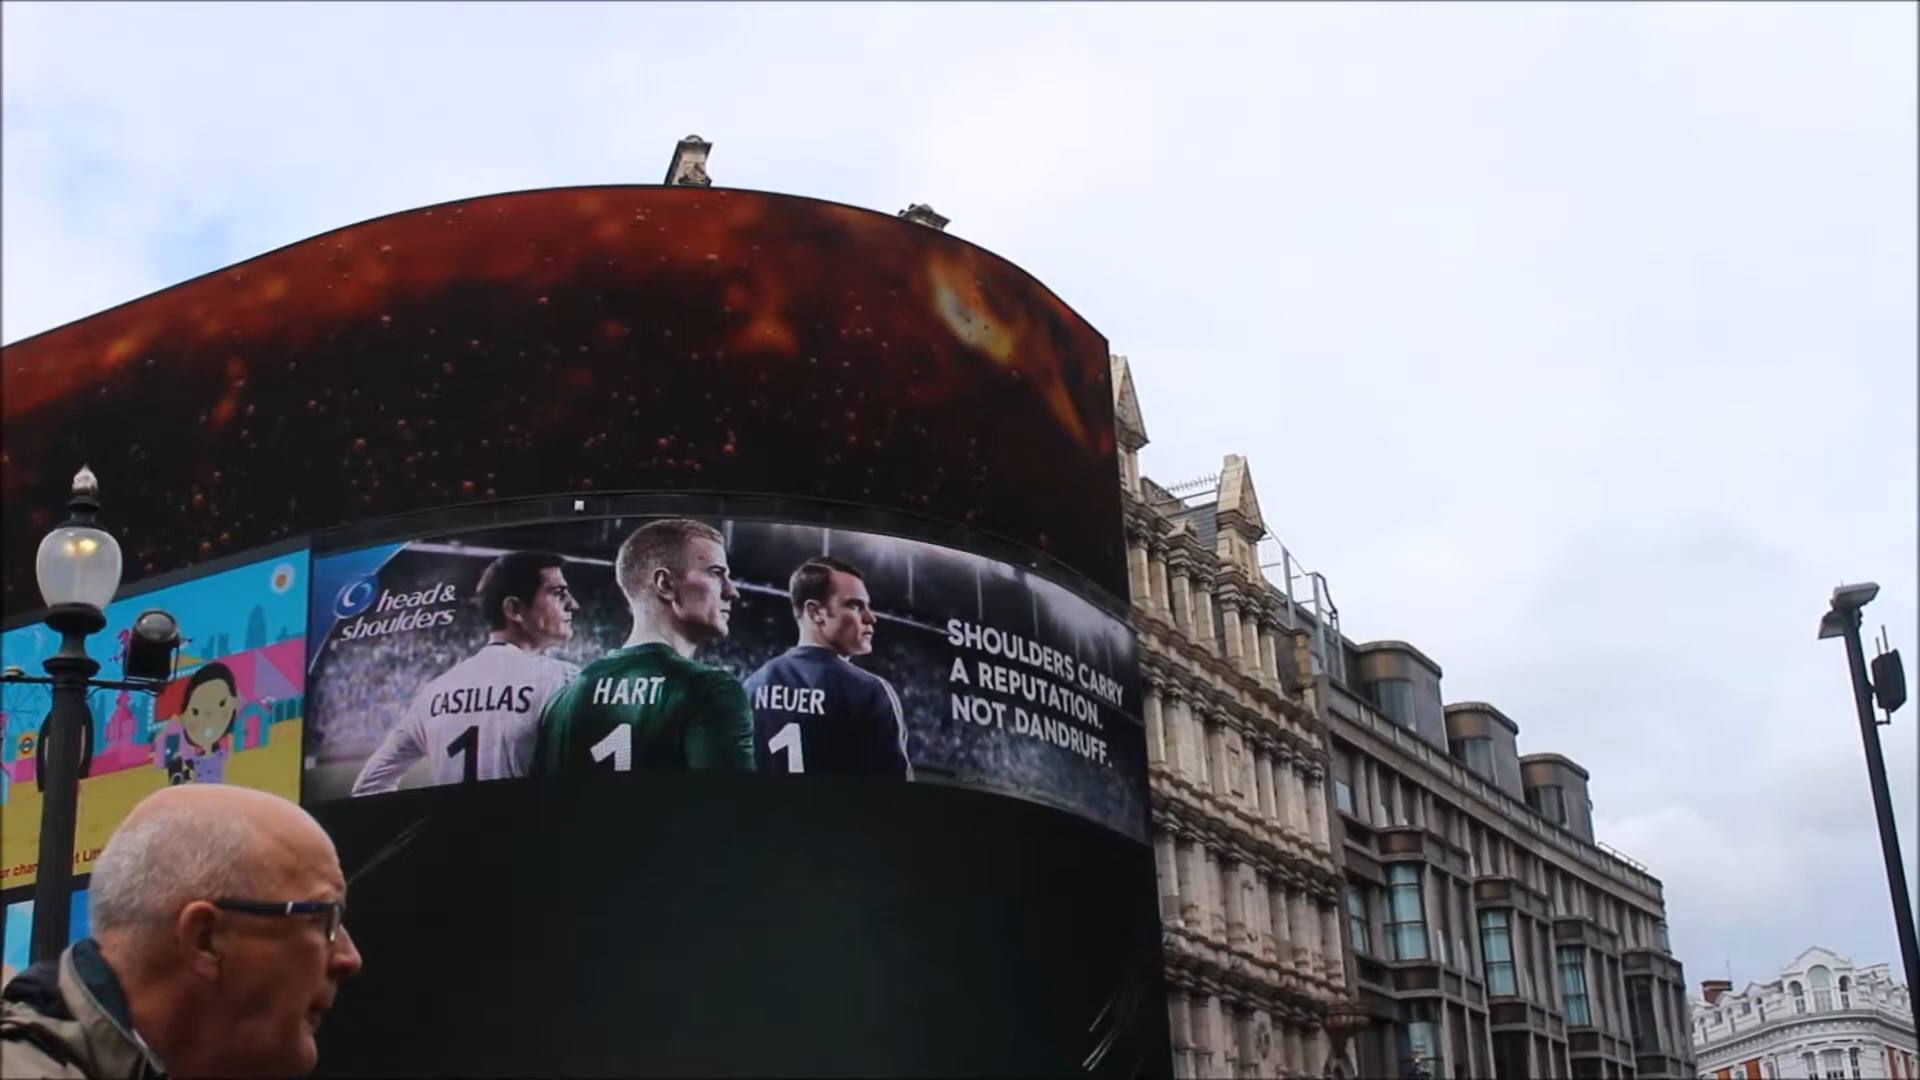 head &
shoulders
CASILLAS
1
HART
1
NEUER
1
SHOULDERS CARRY
A REPUTATION.
NOT DANDRUFF.